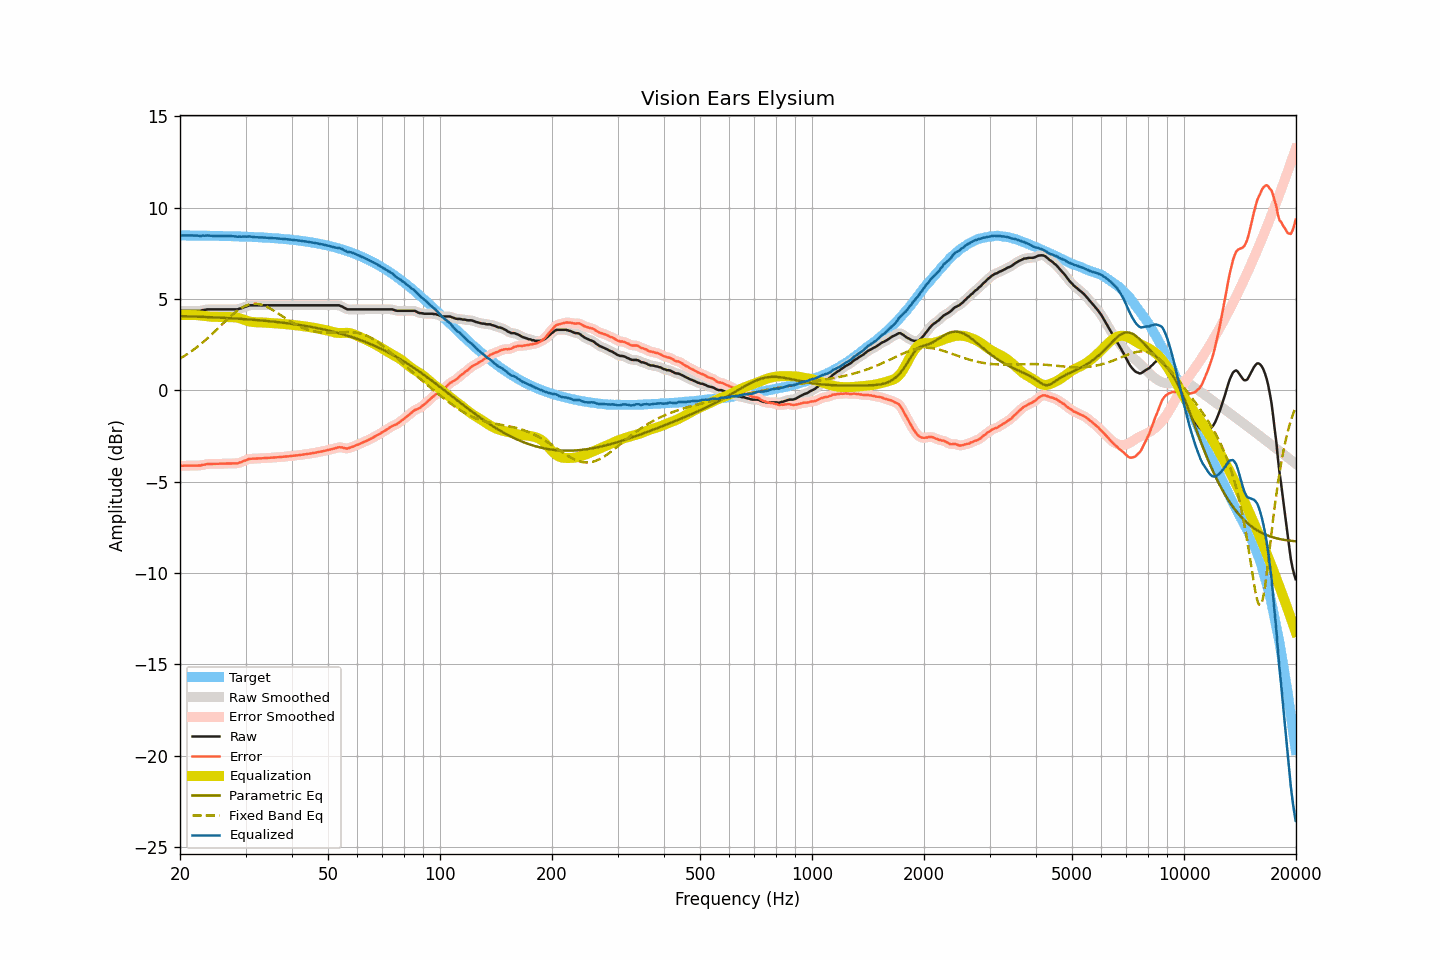 Vision Ears Elysium
15
10
5
0
−5
−10
−15
−20
−25
Amplitude (dBr)
Target
Raw Smoothed
Error Smoothed
Raw
Error
Equalization
Parametric Eq
Fixed Band Eq
Equalized
20 50 100 200 500 1000 2000 5000 10000 20000
Frequency (Hz)